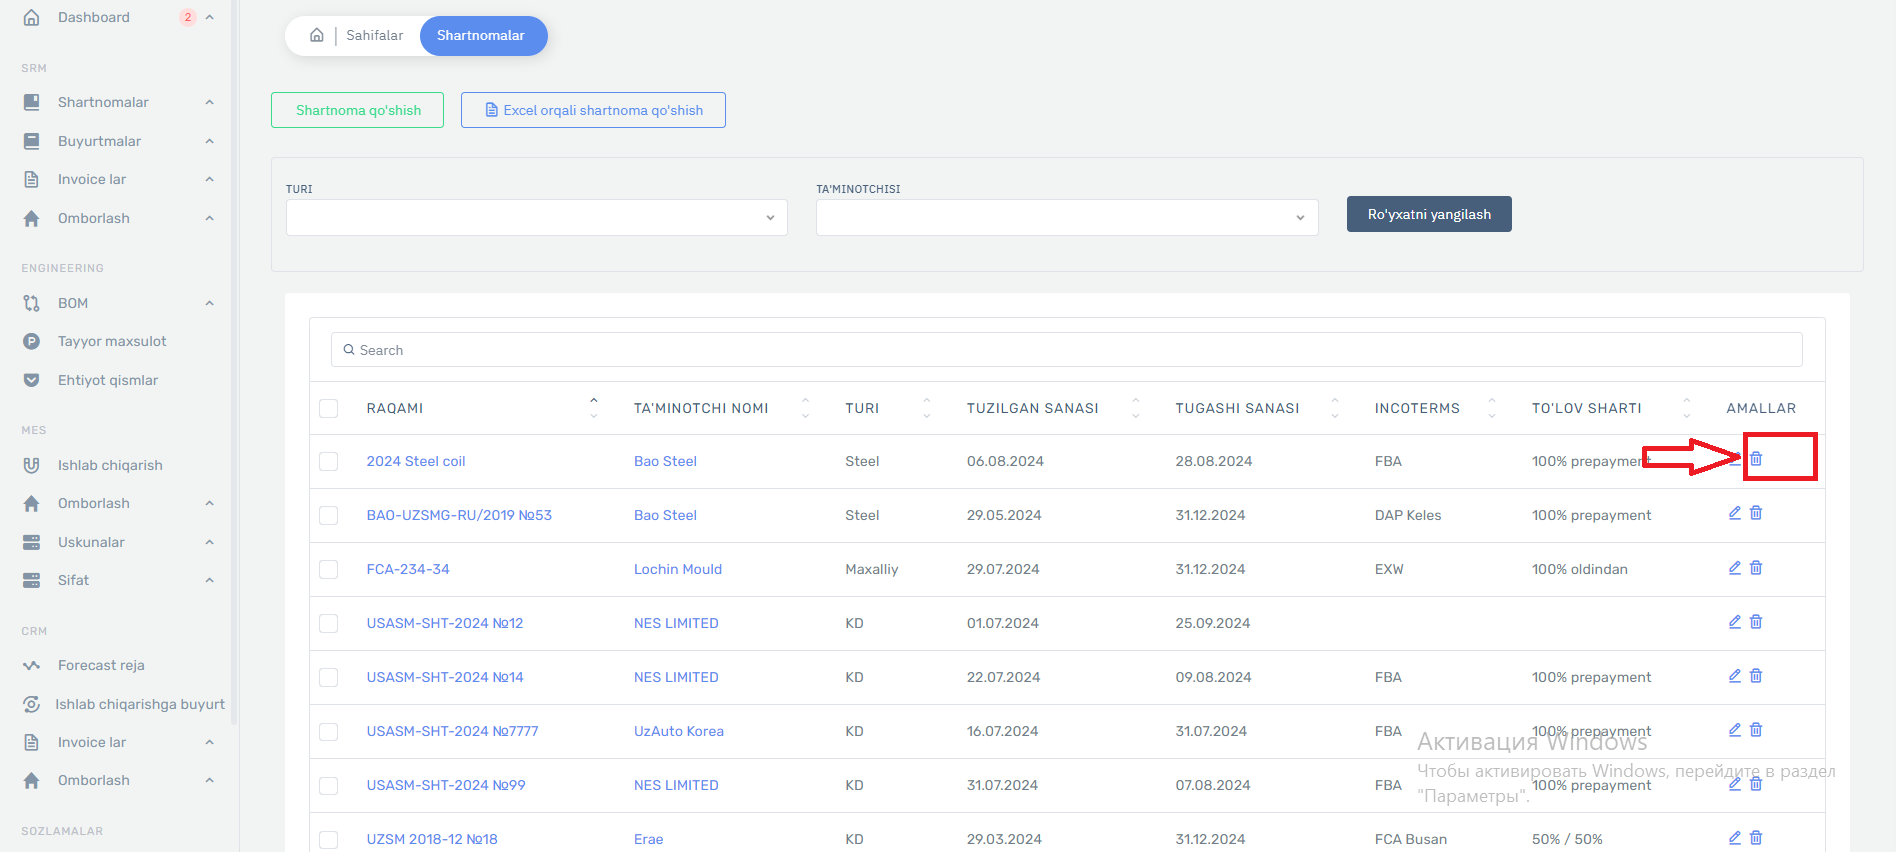 Dashboard 2
SRM
Shartnomalar
Buyurtmalar
Invoice lar
Omborlash
ENGINEERING
BOM
Tayyor maxsulot
Ehtiyot qismlar
MES
Ishlab chiqarish
Omborlash
Uskunalar
Sifat
CRM
Forecast reja
Ishlab chiqarishga buyurt
Invoice lar
Omborlash
SOZLAMALAR
Sahifalar Shartnomalar
Shartnoma qo'shish Excel orqali shartnoma qo'shish
TURI TA'MINOTCHISI
Ro'yxatni yangilash
Search
RAQAMI TA'MINOTCHI NOMI TURI TUZILGAN SANASI TUGASHI SANASI INCOTERMS TO'LOV SHARTI AMALLAR
2024 Steel coil Bao Steel Steel 06.08.2024 28.08.2024 FBA 100% prepayment
BAO-UZSMG-RU/2019 №53 Bao Steel Steel 29.05.2024 31.12.2024 DAP Keles 100% prepayment
FCA-234-34 Lochin Mould Maxalliy 29.07.2024 31.12.2024 EXW 100% oldindan
USASM-SHT-2024 №12 NES LIMITED KD 01.07.2024 25.09.2024
USASM-SHT-2024 №14 NES LIMITED KD 22.07.2024 09.08.2024 FBA 100% prepayment
USASM-SHT-2024 №7777 UzAuto Korea KD 16.07.2024 31.07.2024 FBA 100% prepayment
USASM-SHT-2024 №99 NES LIMITED KD 31.07.2024 07.08.2024 FBA 100% prepayment
UZSM 2018-12 №18 Erae KD 29.03.2024 31.12.2024 FCA Busan 50% / 50%
Активация Windows
Чтобы активировать Windows, перейдите в раздел
"Параметры".